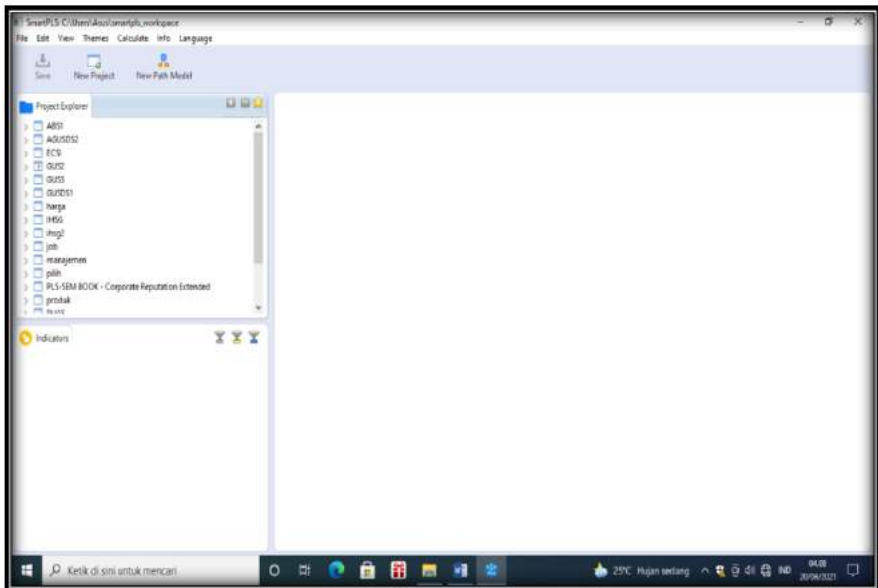 SmartPLS: C:\Users\Asus\smartpls_workspace
File Edit View Themes Calculate Info Language
Save New Project New Path Model
Project Explorer
ABS1
AGUSDS2
ECSI
GUS2
GUS3
GUSDS1
harga
IHSG
ihsg2
job
manajemen
pilih
PLS-SEM BOOK - Corporate Reputation Extended
produk
Indicators
Ketik di sini untuk mencari
25°C Hujan sedang
IND
04.08
20/06/2021